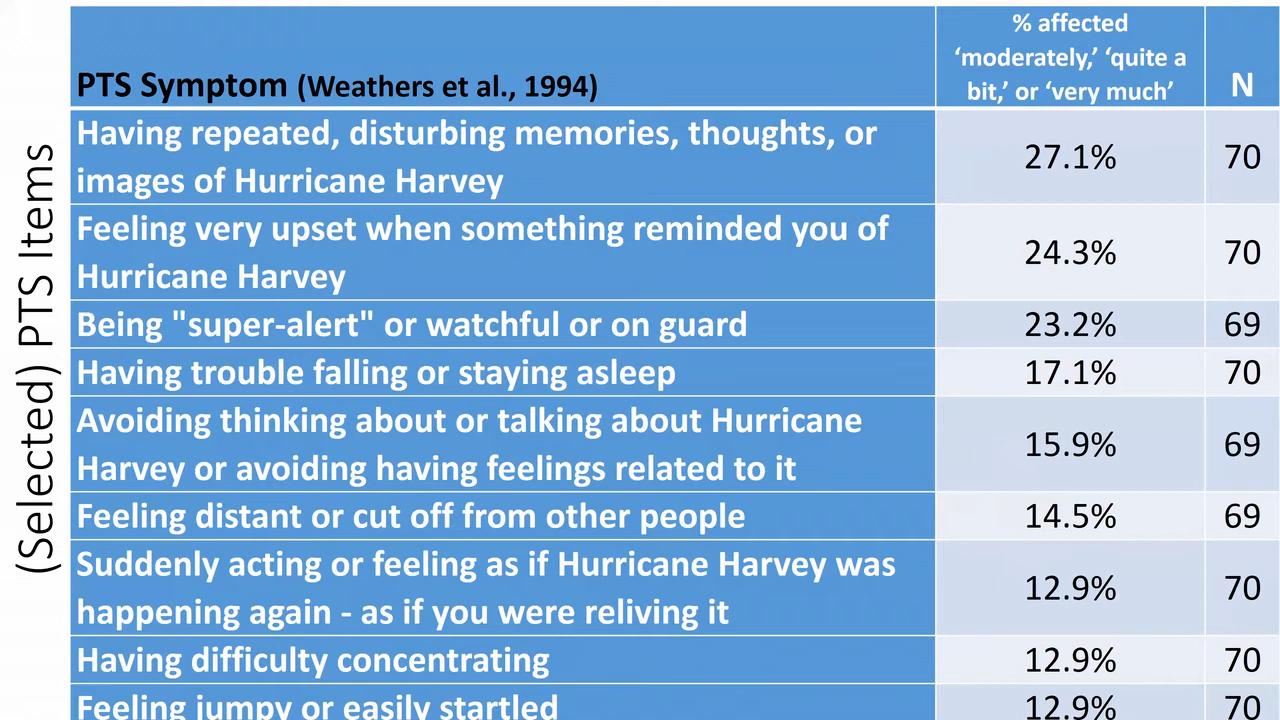 (Selected) PTS Items
PTS Symptom (Weathers et al., 1994)
% affected
‘moderately,’ ‘quite a
bit,’ or ‘very much’
N
Having repeated, disturbing memories, thoughts, or
images of Hurricane Harvey
27.1%
70
Feeling very upset when something reminded you of
Hurricane Harvey
24.3%
70
Being "super-alert" or watchful or on guard
23.2%
69
Having trouble falling or staying asleep
17.1%
70
Avoiding thinking about or talking about Hurricane
Harvey or avoiding having feelings related to it
15.9%
69
Feeling distant or cut off from other people
14.5%
69
Suddenly acting or feeling as if Hurricane Harvey was
happening again - as if you were reliving it
12.9%
70
Having difficulty concentrating
12.9%
70
Feeling jumpy or easily startled
12.9%
70